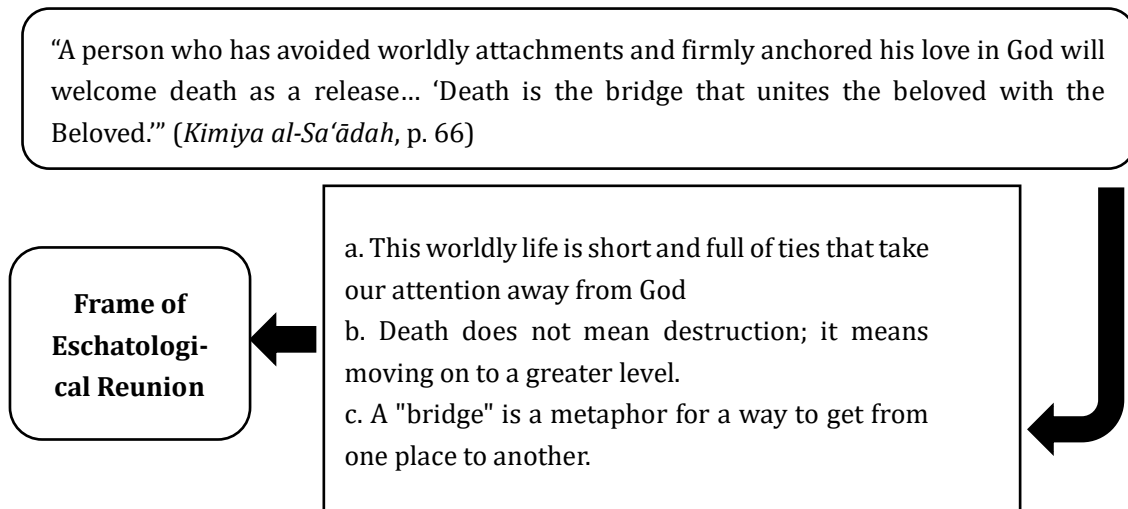 “A person who has avoided worldly attachments and firmly anchored his love in God will
welcome death as a release… ‘Death is the bridge that unites the beloved with the
Beloved.’” (Kimiya al-Sa‘ādah, p. 66)
a. This worldly life is short and full of ties that take
our attention away from God
b. Death does not mean destruction; it means
moving on to a greater level.
c. A "bridge" is a metaphor for a way to get from
one place to another.
Frame of
Eschatologi-
cal Reunion